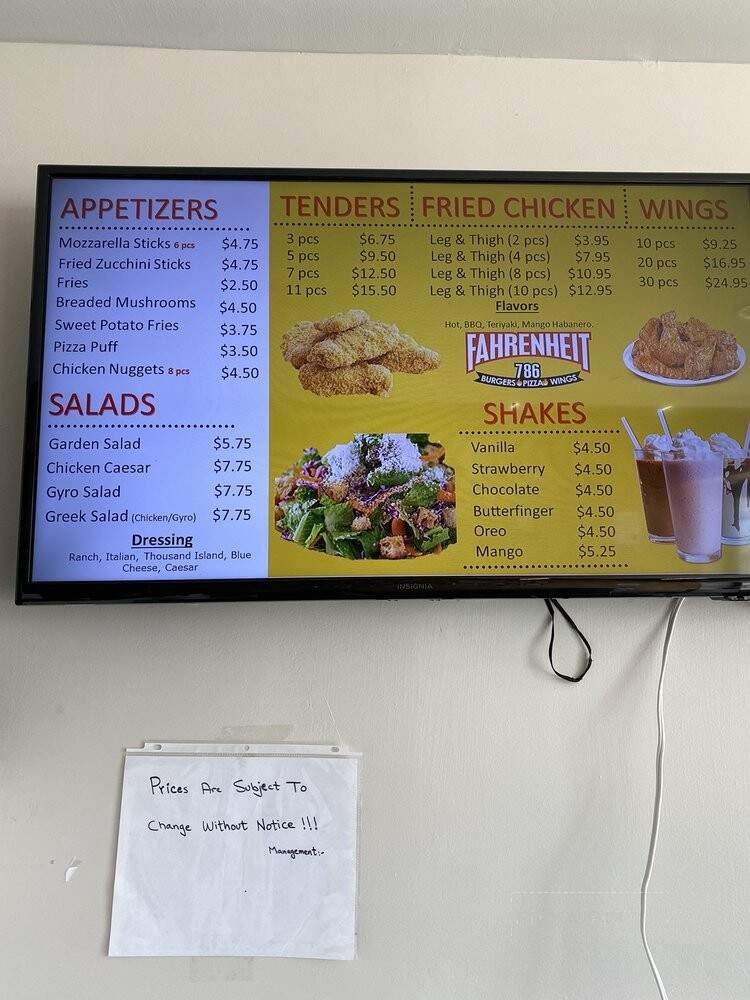 APPETIZERS
Mozzarella Sticks 6 pcs $4.75
Fried Zucchini Sticks $4.75
Fries $2.50
Breaded Mushrooms $4.50
Sweet Potato Fries $3.75
Pizza Puff $3.50
Chicken Nuggets 8 pcs $4.50
SALADS
Garden Salad $5.75
Chicken Caesar $7.75
Gyro Salad $7.75
Greek Salad (Chicken/Gyro) $7.75
Dressing
Ranch, Italian, Thousand Island, Blue
Cheese, Caesar
TENDERS
3 pcs $6.75
5 pcs $9.50
7 pcs $12.50
11 pcs $15.50
FRIED CHICKEN
Leg & Thigh (2 pcs) $3.95
Leg & Thigh (4 pcs) $7.95
Leg & Thigh (8 pcs) $10.95
Leg & Thigh (10 pcs) $12.95
Flavors
Hot, BBQ, Teriyaki, Mango Habanero.
FAHRENHEIT
786
BURGERS PIZZA WINGS
WINGS
10 pcs $9.25
20 pcs $16.95
30 pcs $24.95
SHAKES
Vanilla $4.50
Strawberry $4.50
Chocolate $4.50
Butterfinger $4.50
Oreo $4.50
Mango $5.25
INSIGNIA
Prices Are Subject To
Change Without Notice !!!
Management:-